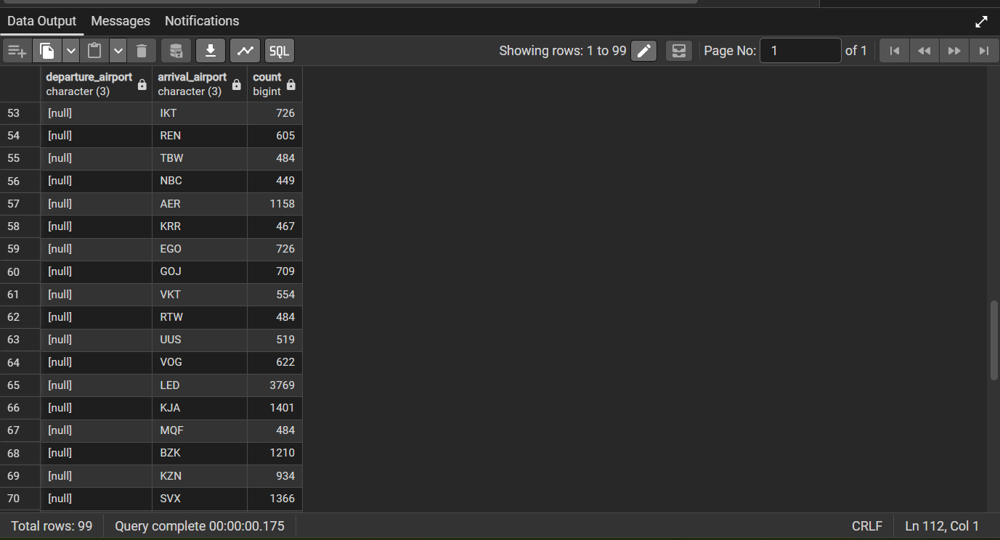 Data Output Messages Notifications
SQL Showing rows: 1 to 99 Page No: 1 of 1
departure_airport arrival_airport count
character (3) character (3) bigint
53 [null] IKT 726
54 [null] REN 605
55 [null] TBW 484
56 [null] NBC 449
57 [null] AER 1158
58 [null] KRR 467
59 [null] EGO 726
60 [null] GOJ 709
61 [null] VKT 554
62 [null] RTW 484
63 [null] UUS 519
64 [null] VOG 622
65 [null] LED 3769
66 [null] KJA 1401
67 [null] MQF 484
68 [null] BZK 1210
69 [null] KZN 934
70 [null] SVX 1366
Total rows: 99 Query complete 00:00:00.175 CRLF Ln 112, Col 1